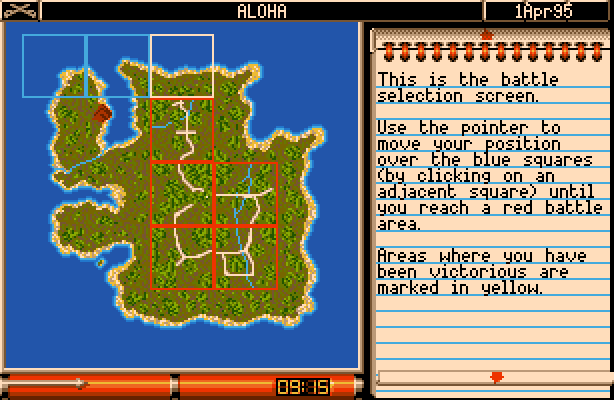 ALOHA
1Apr95
This is the battle
selection screen.
Use the pointer to
move your position
over the blue squares
(by clicking on an
adjacent square) until
you reach a red battle
area.
Areas where you have
been victorious are
marked in yellow.
09:15